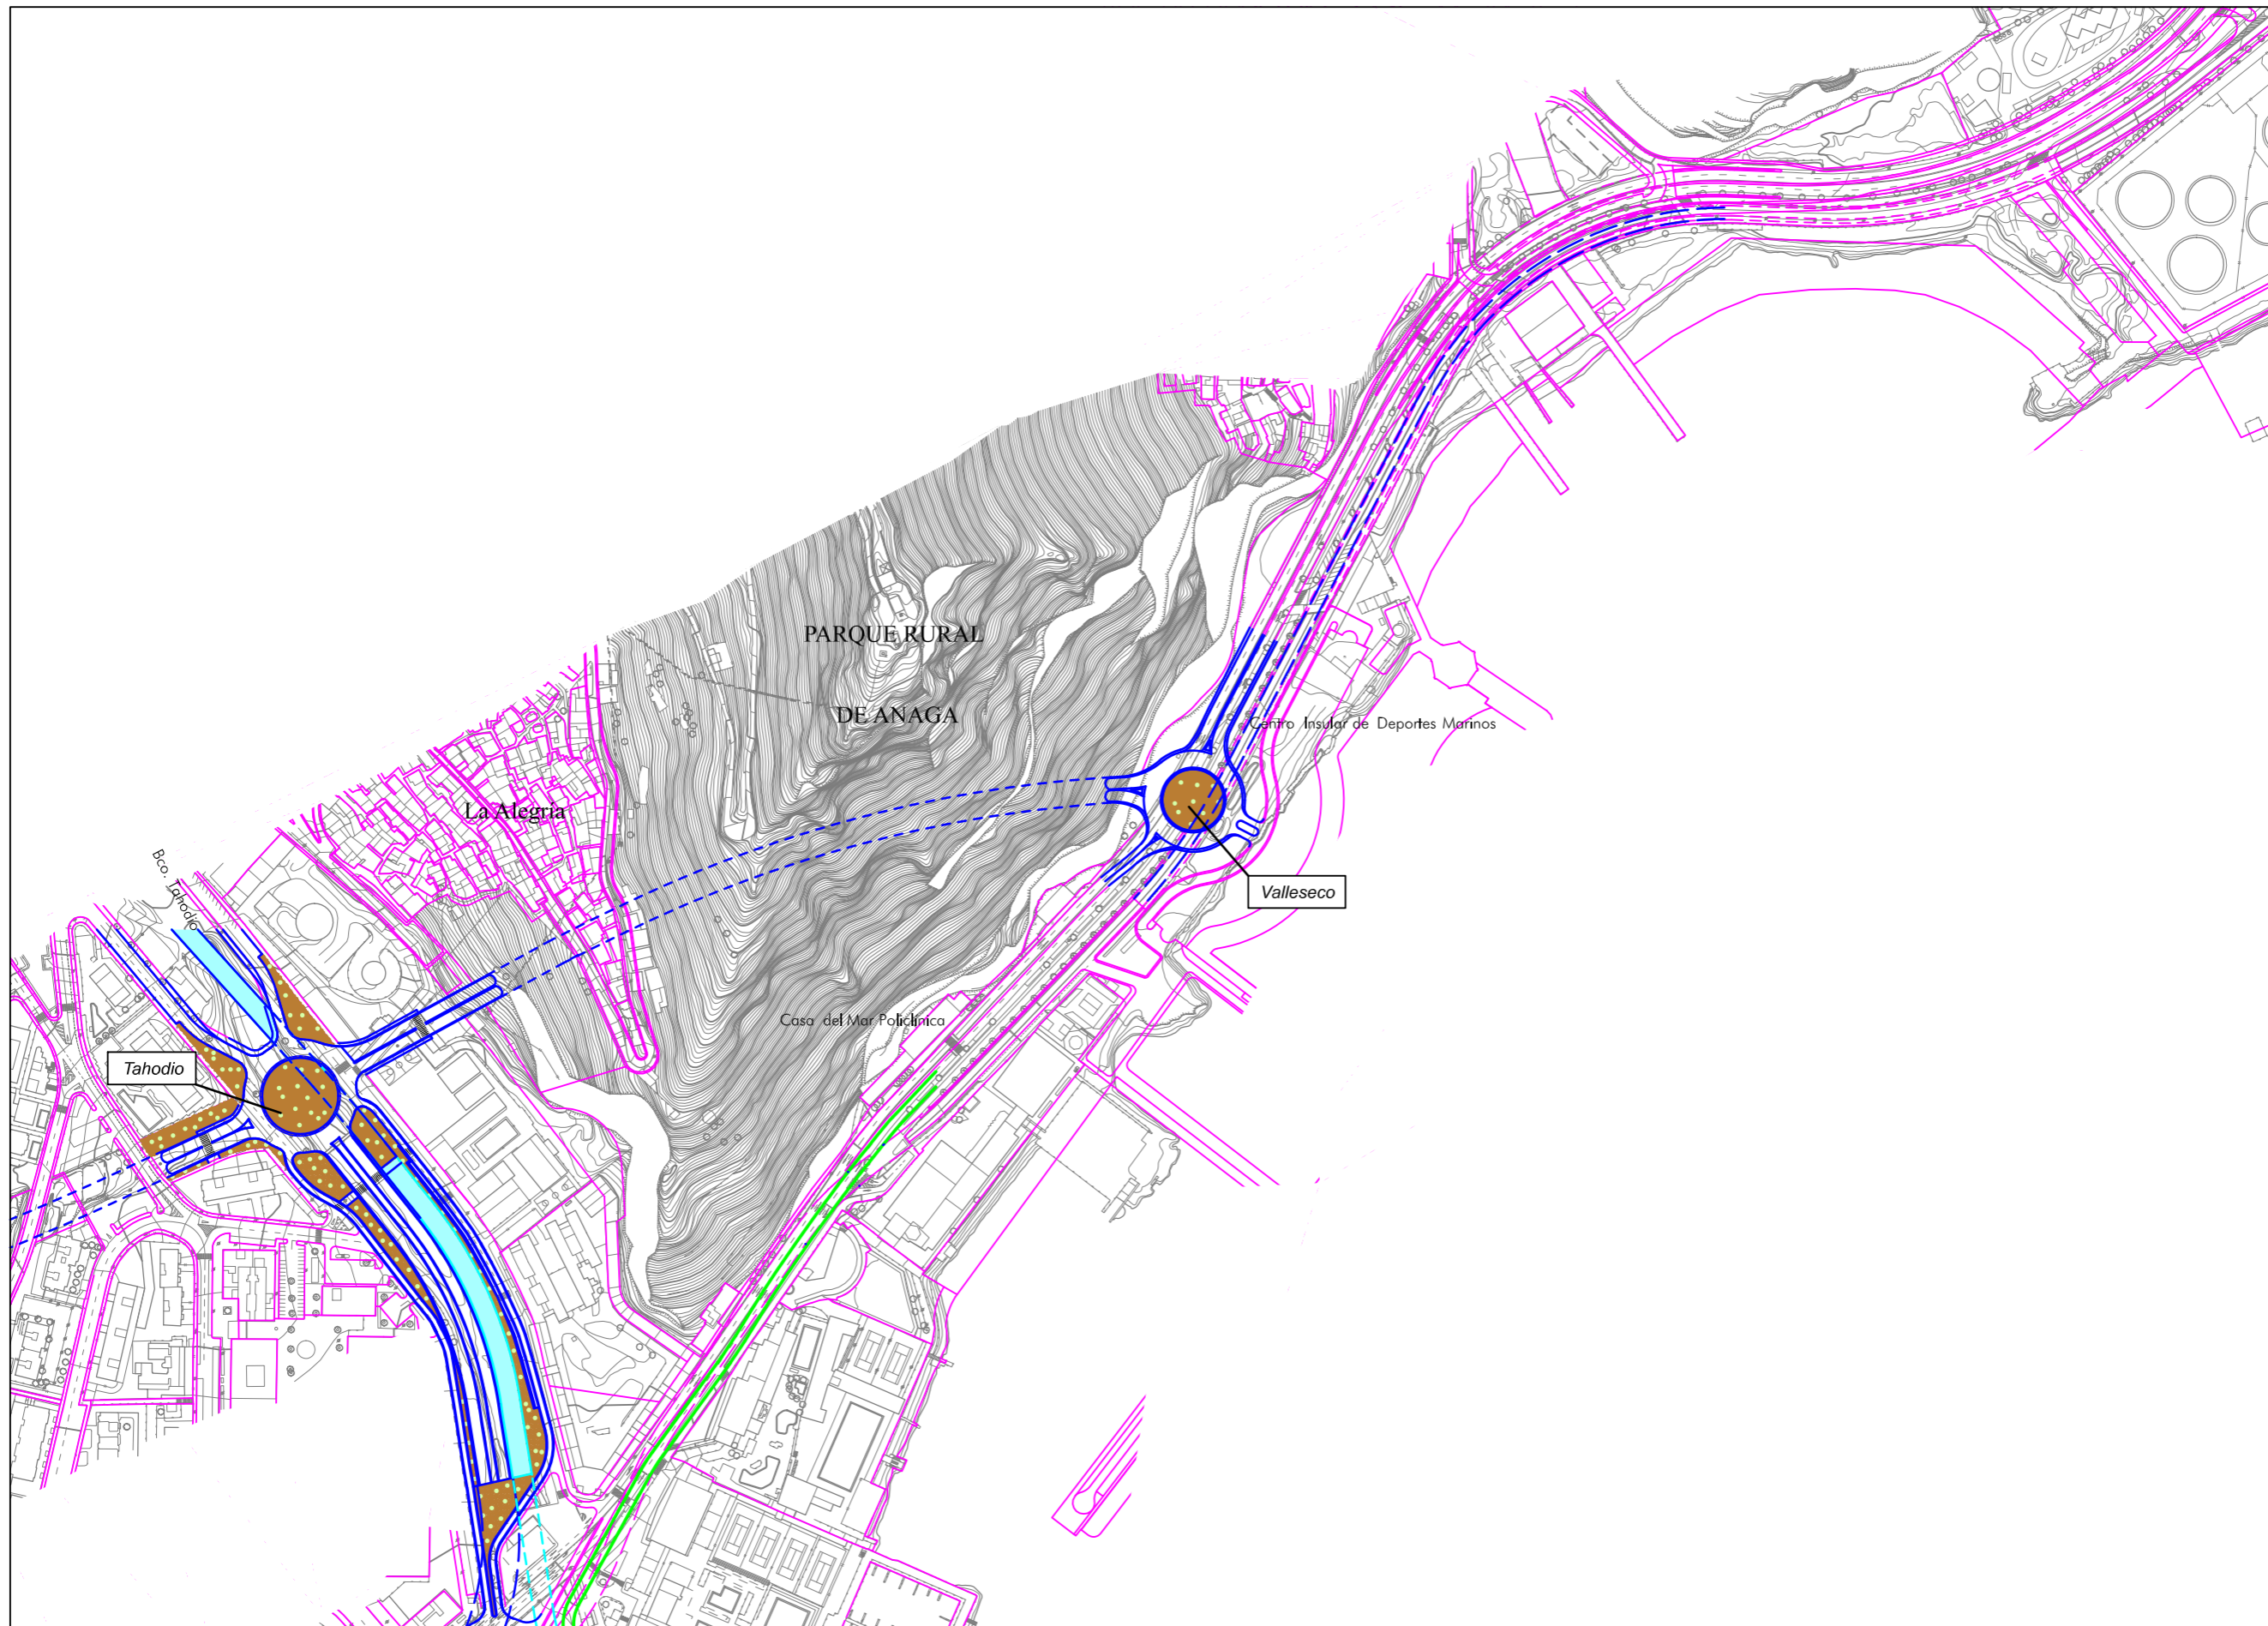 PARQUE RURAL
DE ANAGA
Centro Insular de Deportes Marinos
La Alegría
Bco. Tahodio
Valleseco
Casa del Mar Policlínica
Tahodio